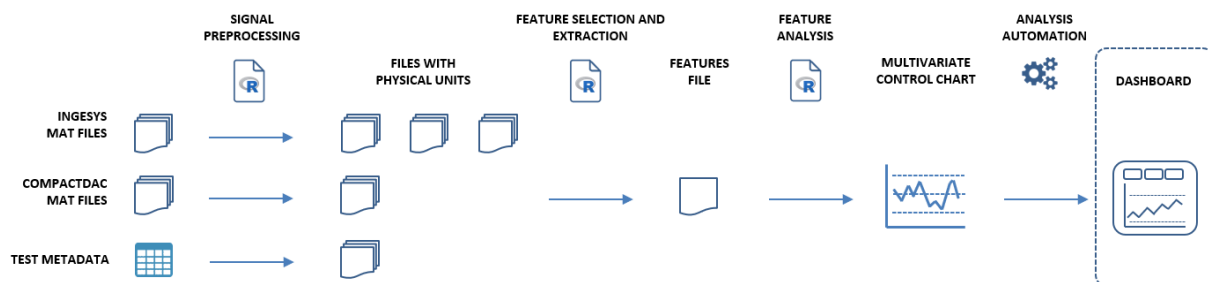 SIGNAL
PREPROCESSING
R
FILES WITH
PHYSICAL UNITS
FEATURE SELECTION AND
EXTRACTION
R
FEATURES
FILE
FEATURE
ANALYSIS
R
MULTIVARIATE
CONTROL CHART
ANALYSIS
AUTOMATION
DASHBOARD
INGESYS
MAT FILES
COMPACTDAC
MAT FILES
TEST METADATA